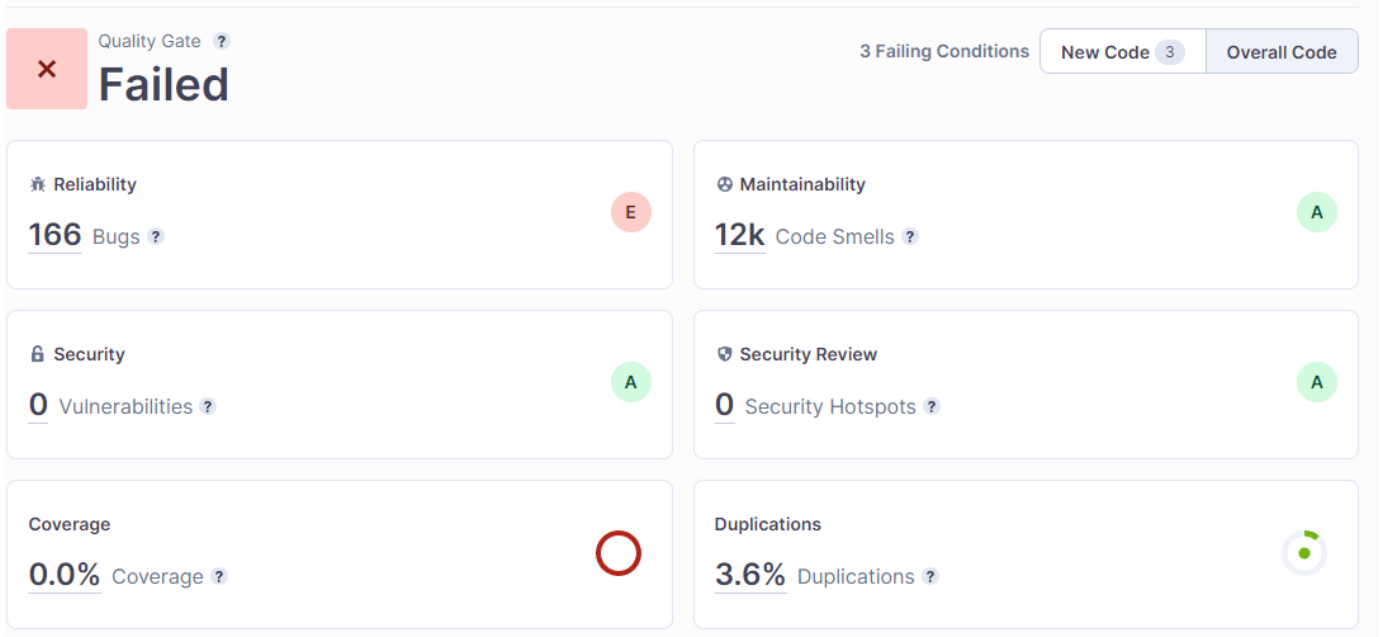 Quality Gate ?
Failed
3 Failing Conditions
New Code 3
Overall Code
Reliability
166 Bugs ?
E
Maintainability
12k Code Smells ?
A
Security
0 Vulnerabilities ?
A
Security Review
0 Security Hotspots ?
A
Coverage
0.0% Coverage ?
Duplications
3.6% Duplications ?